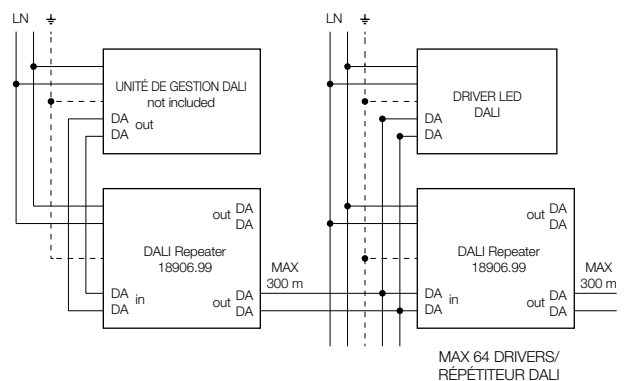 LN
UNITÉ DE GESTION DALI
not included
DA
DA
out
out
DA
DA
DALI Repeater
18906.99
MAX
300 m
DA
DA
in
out
DA
DA
LN
DRIVER LED
DALI
DA
DA
out
DA
DA
DALI Repeater
18906.99
MAX
300 m
DA
DA
in
out
DA
DA
MAX 64 DRIVERS/
RÉPÉTITEUR DALI